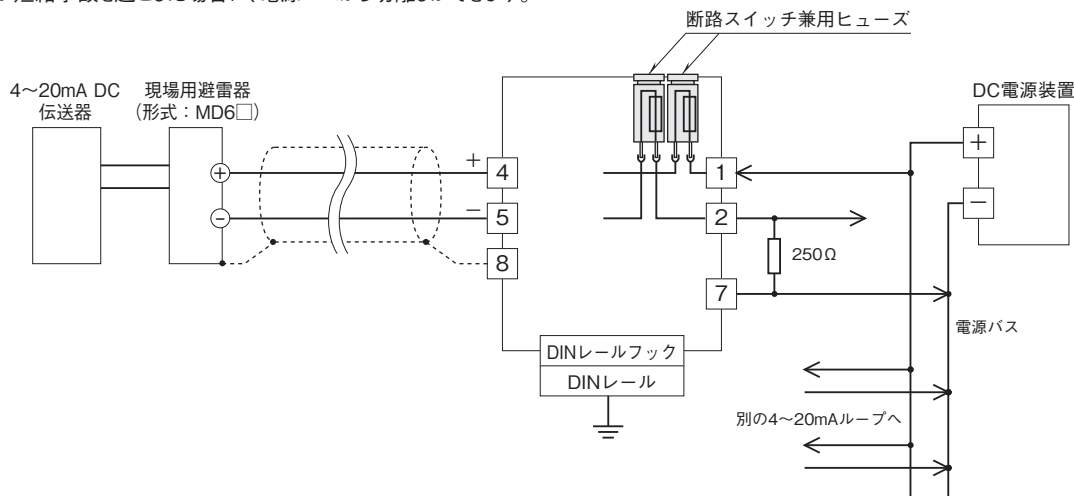 断路スイッチ兼用ヒューズ
4〜20mA DC
伝送器
現場用避雷器
(形式：MD6□)
DC電源装置
+
−
+
−
+
4
−
5
8
1
2
7
250Ω
電源バス
DINレールフック
DINレール
別の4〜20mAループへ